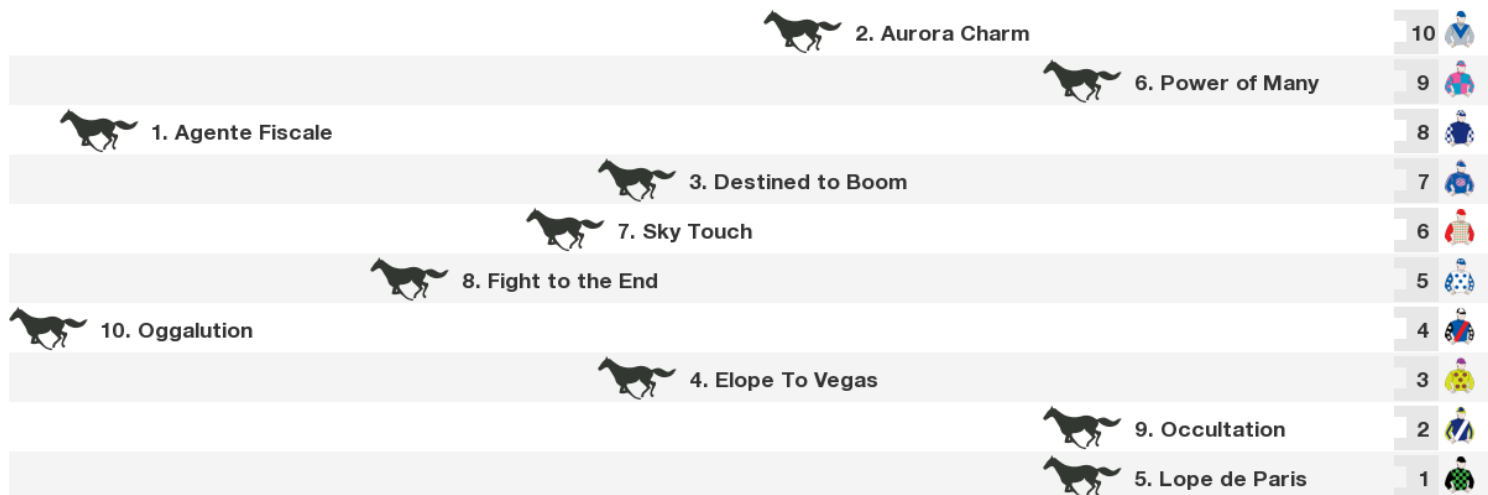 2. Aurora Charm 10
6. Power of Many 9
1. Agente Fiscale 8
3. Destined to Boom 7
7. Sky Touch 6
8. Fight to the End 5
10. Oggalution 4
4. Elope To Vegas 3
9. Occultation 2
5. Lope de Paris 1